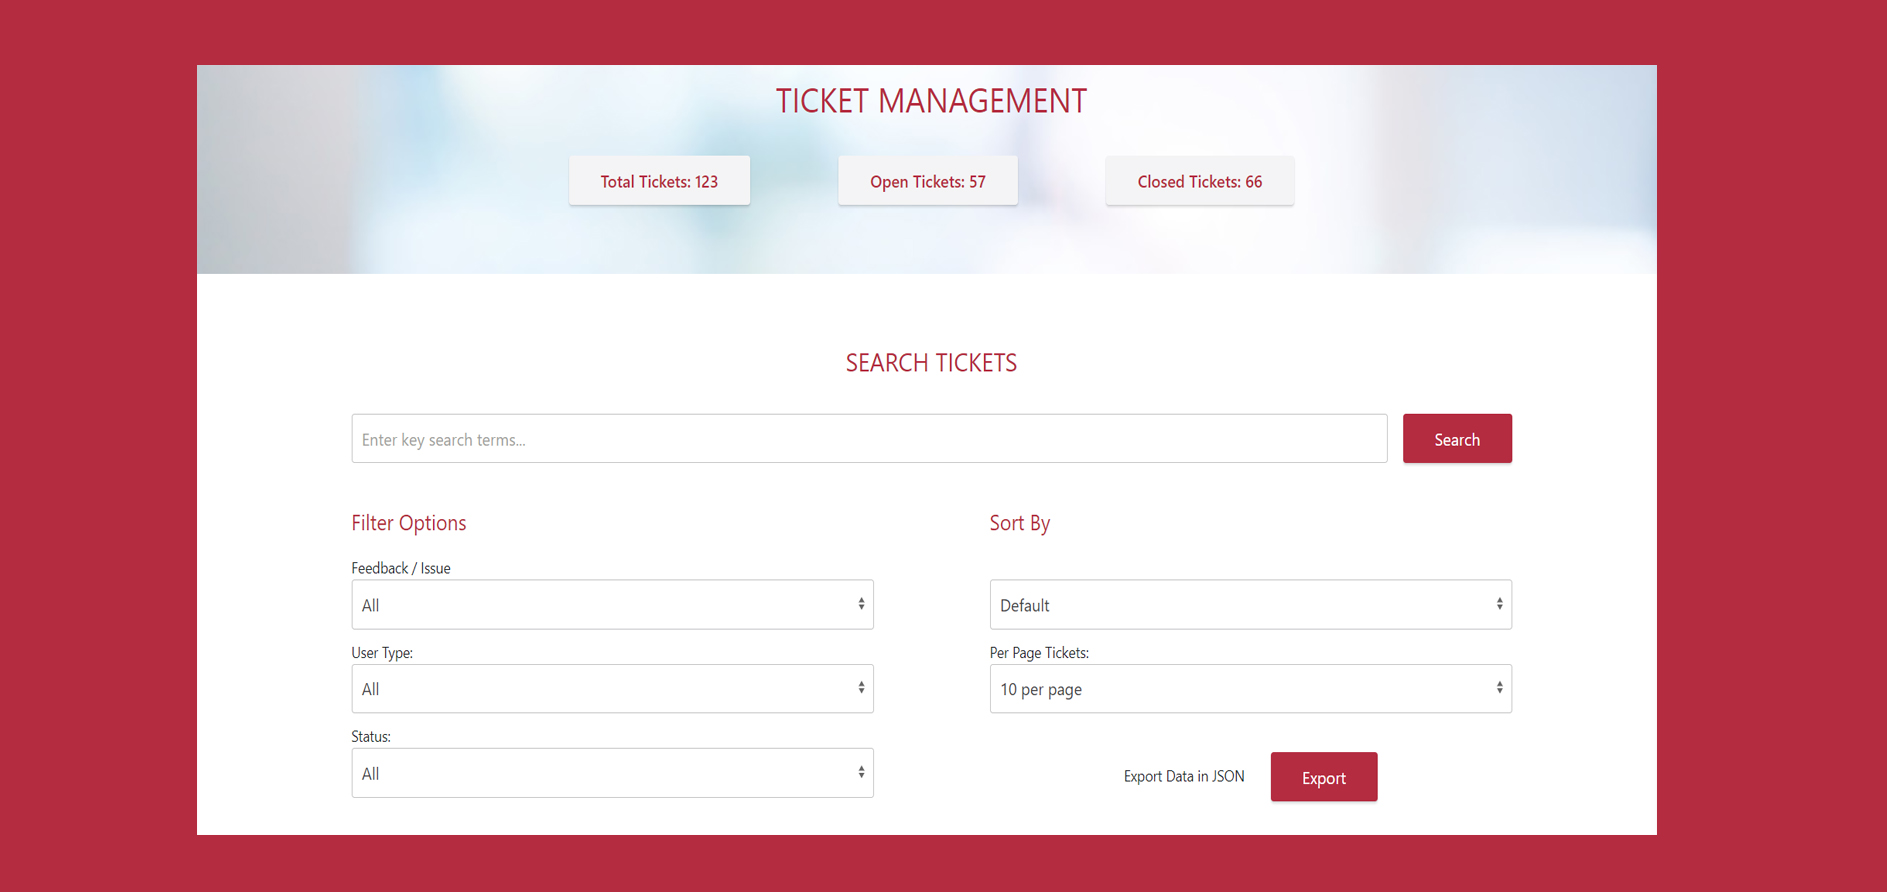 TICKET MANAGEMENT
Total Tickets: 123
Open Tickets: 57
Closed Tickets: 66
SEARCH TICKETS
Enter key search terms...
Search
Filter Options
Sort By
Feedback / Issue
All
Default
User Type:
Per Page Tickets:
All
10 per page
Status:
All
Export Data in JSON
Export